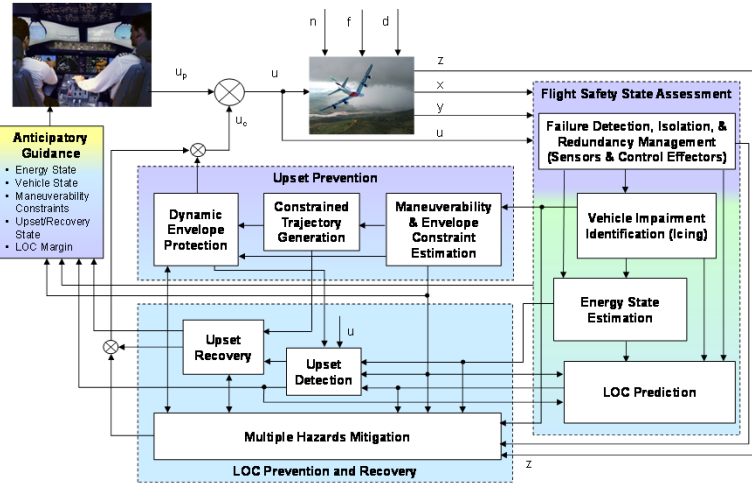 n
f
d
z
u_p
u
x
y
u
u_c
Flight Safety State Assessment
Failure Detection, Isolation, &
Redundancy Management
(Sensors & Control Effectors)
Anticipatory
Guidance
• Energy State
• Vehicle State
• Maneuverability
Constraints
• Upset/Recovery
State
• LOC Margin
Upset Prevention
Dynamic
Envelope
Protection
Constrained
Trajectory
Generation
Maneuverability
& Envelope
Constraint
Estimation
Vehicle Impairment
Identification (Icing)
Energy State
Estimation
Upset
Recovery
u
Upset
Detection
LOC Prediction
Multiple Hazards Mitigation
LOC Prevention and Recovery
z